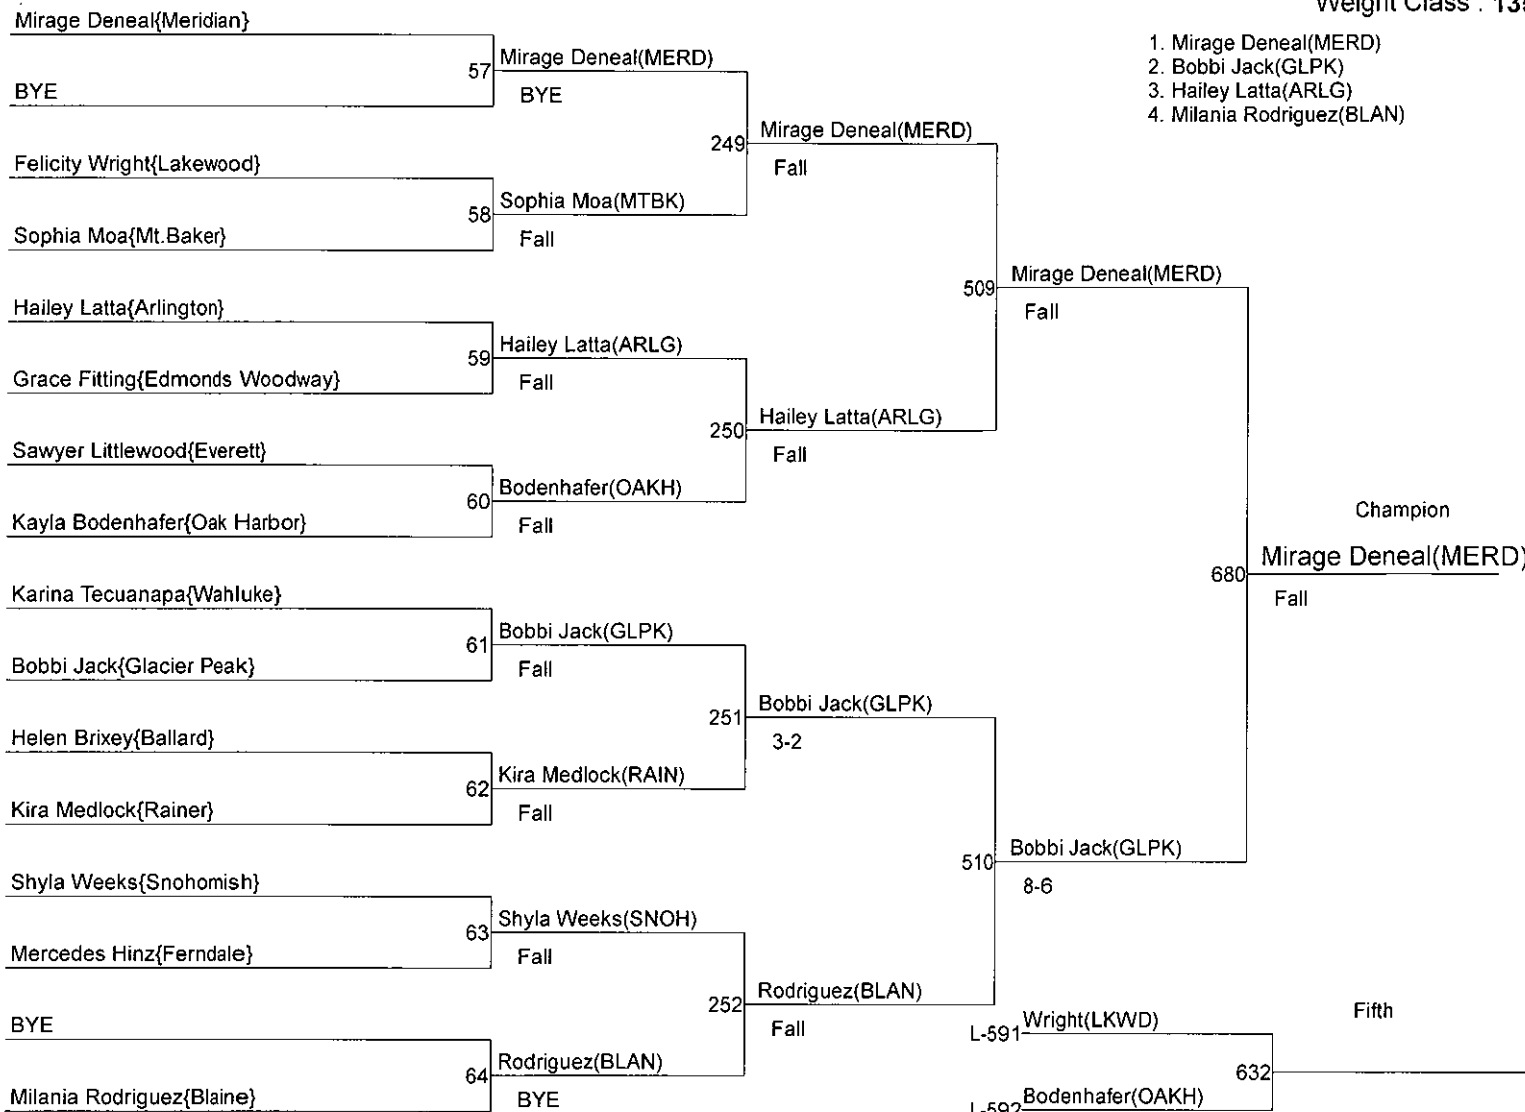 Weight Class : 135
1. Mirage Deneal(MERD)
2. Bobbi Jack(GLPK)
3. Hailey Latta(ARLG)
4. Milania Rodriguez(BLAN)
Mirage Deneal{Meridian}
BYE
Felicity Wright{Lakewood}
Sophia Moa{Mt.Baker}
Hailey Latta{Arlington}
Grace Fitting{Edmonds Woodway}
Sawyer Littlewood{Everett}
Kayla Bodenhafer{Oak Harbor}
Karina Tecuanapa{Wahluke}
Bobbi Jack{Glacier Peak}
Helen Brixey{Ballard}
Kira Medlock{Rainer}
Shyla Weeks{Snohomish}
Mercedes Hinz{Ferndale}
BYE
Milania Rodriguez{Blaine}
57 Mirage Deneal(MERD)
BYE
58 Sophia Moa(MTBK)
Fall
59 Hailey Latta(ARLG)
Fall
60 Bodenhafer(OAKH)
Fall
61 Bobbi Jack(GLPK)
Fall
62 Kira Medlock(RAIN)
Fall
63 Shyla Weeks(SNOH)
Fall
64 Rodriguez(BLAN)
BYE
249 Mirage Deneal(MERD)
Fall
250 Hailey Latta(ARLG)
Fall
251 Bobbi Jack(GLPK)
3-2
252 Rodriguez(BLAN)
Fall
509 Mirage Deneal(MERD)
Fall
510 Bobbi Jack(GLPK)
8-6
Champion
680 Mirage Deneal(MERD)
Fall
Fifth
L-591 Wright(LKWD)
632
L-592 Bodenhafer(OAKH)